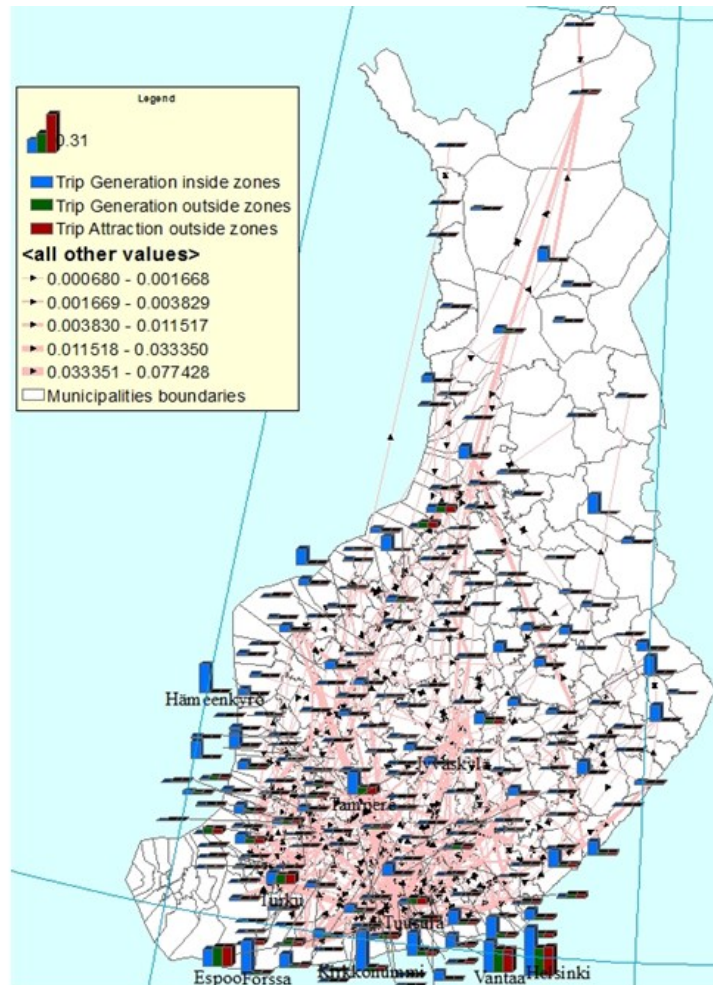 Legend
0.31
Trip Generation inside zones
Trip Generation outside zones
Trip Attraction outside zones
<all other values>
0.000680 - 0.001668
0.001669 - 0.003829
0.003830 - 0.011517
0.011518 - 0.033350
0.033351 - 0.077428
Municipalities boundaries
Hämeenkyrö
Jyväskylä
Tampere
Turku
Tuusula
Kirkkonummi
Espoo
Forssa
Vantaa
Helsinki